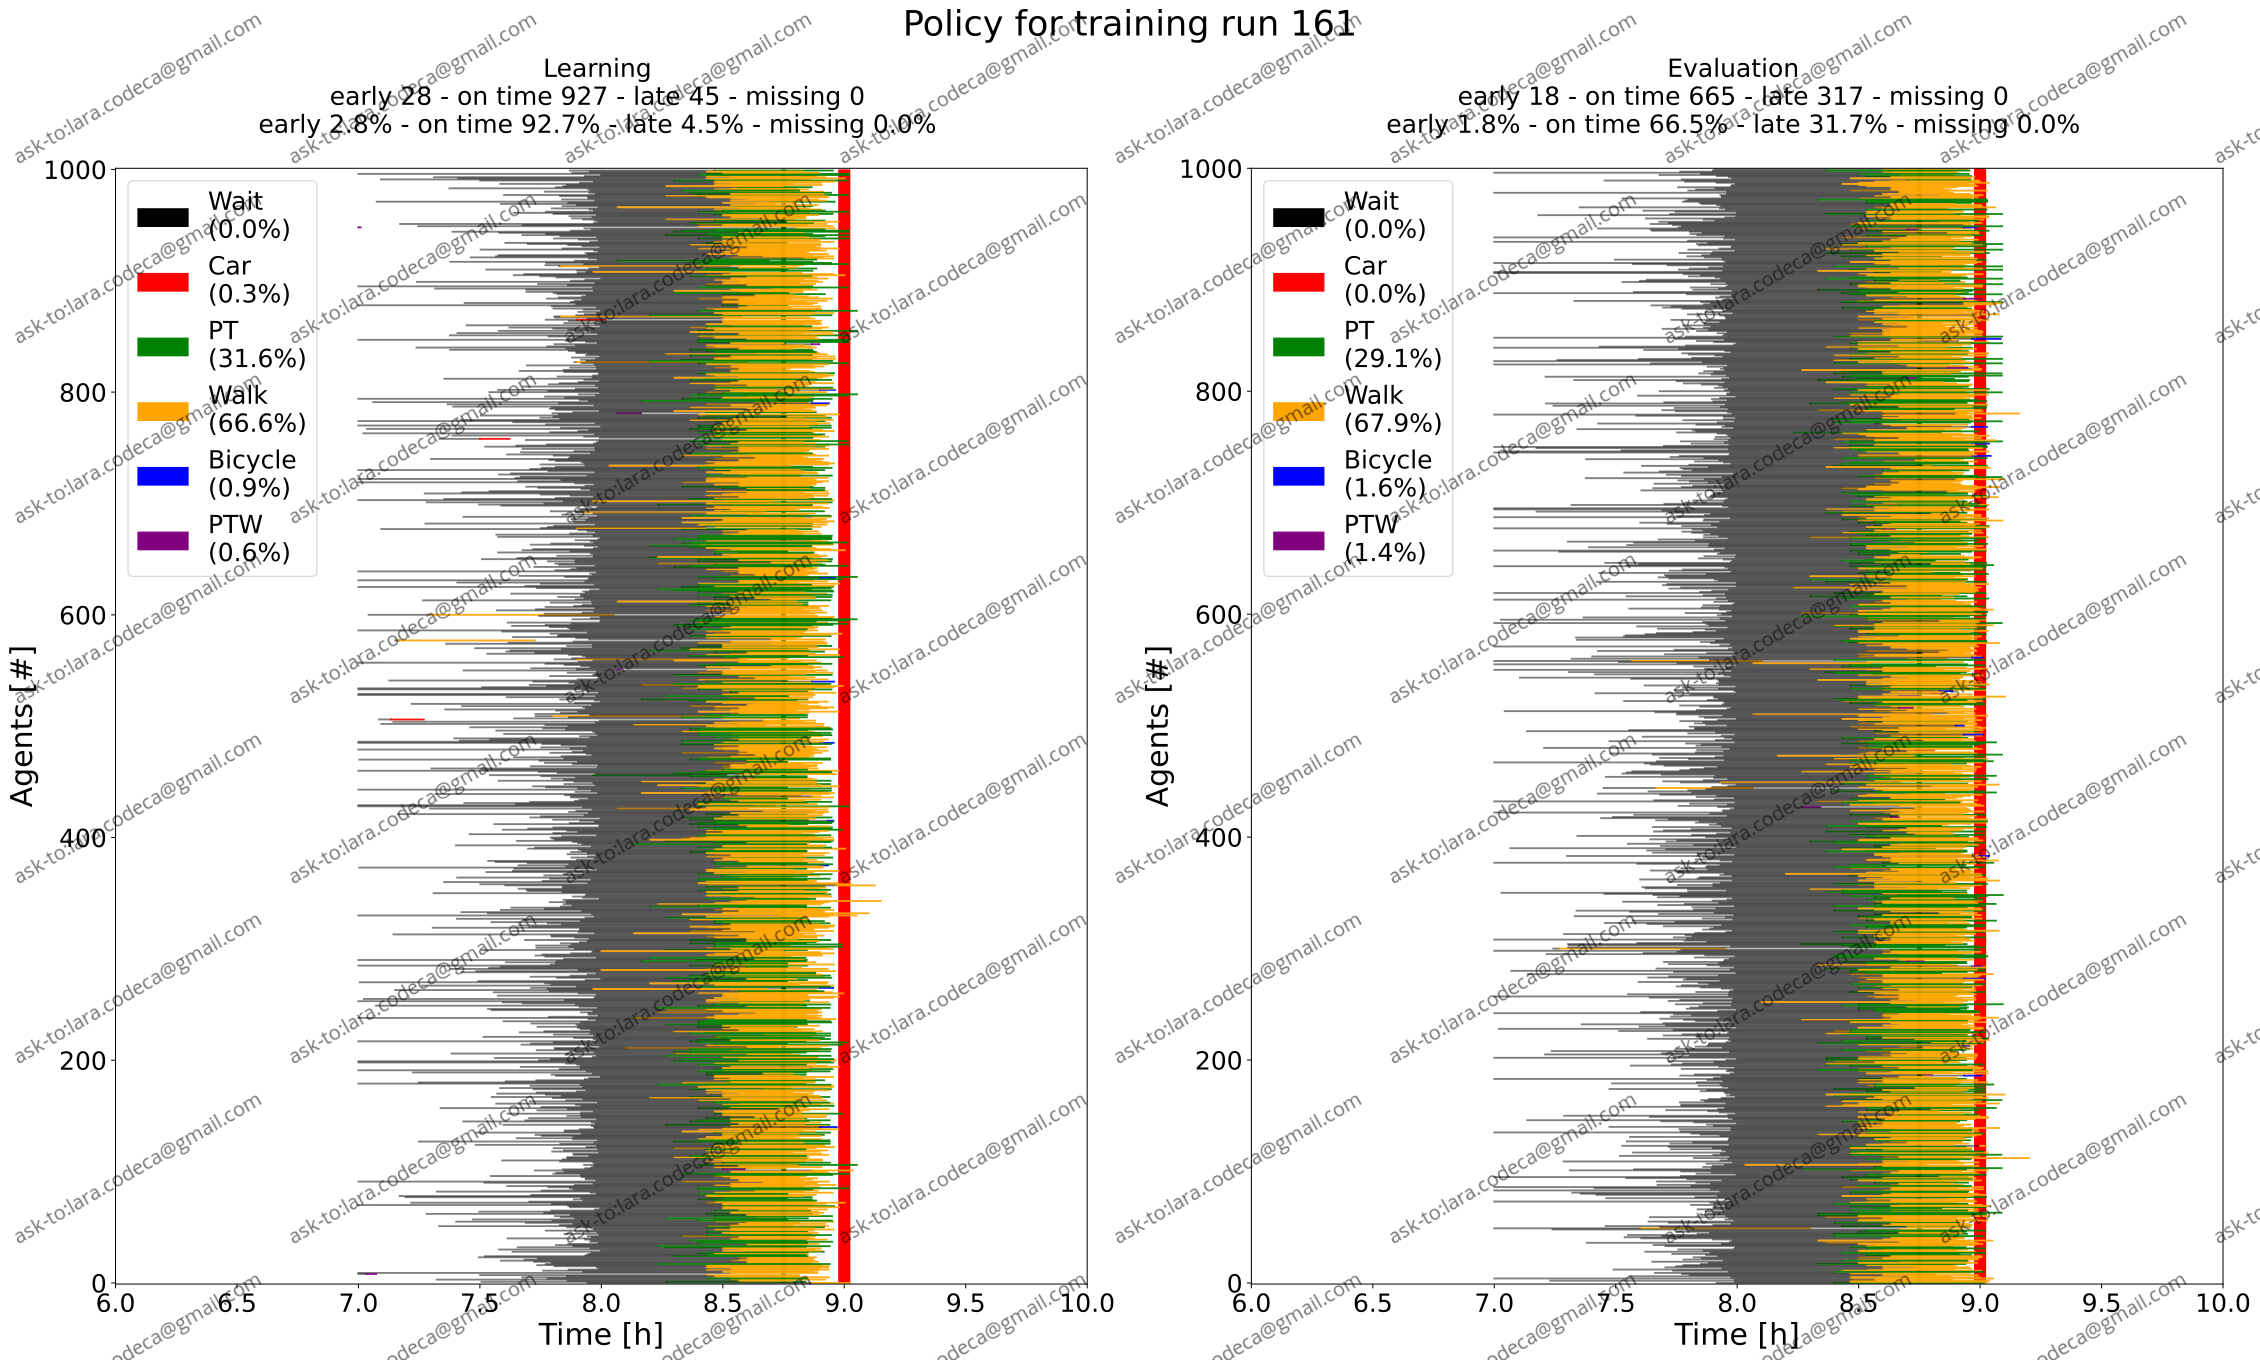 Policy for training run 161
Learning
early 28 - on time 927 - late 45 - missing 0
early 2.8% - on time 92.7% - late 4.5% - missing 0.0%
Evaluation
early 18 - on time 665 - late 317 - missing 0
early 1.8% - on time 66.5% - late 31.7% - missing 0.0%
Agents [#]
1000
800
600
400
200
0
Wait
(0.0%)
Car
(0.3%)
PT
(31.6%)
Walk
(66.6%)
Bicycle
(0.9%)
PTW
(0.6%)
6.0 6.5 7.0 7.5 8.0 8.5 9.0 9.5 10.0
Time [h]
Agents [#]
1000
800
600
400
200
0
Wait
(0.0%)
Car
(0.0%)
PT
(29.1%)
Walk
(67.9%)
Bicycle
(1.6%)
PTW
(1.4%)
6.0 6.5 7.0 7.5 8.0 8.5 9.0 9.5 10.0
Time [h]
ask-to:lara.codeca@gmail.com